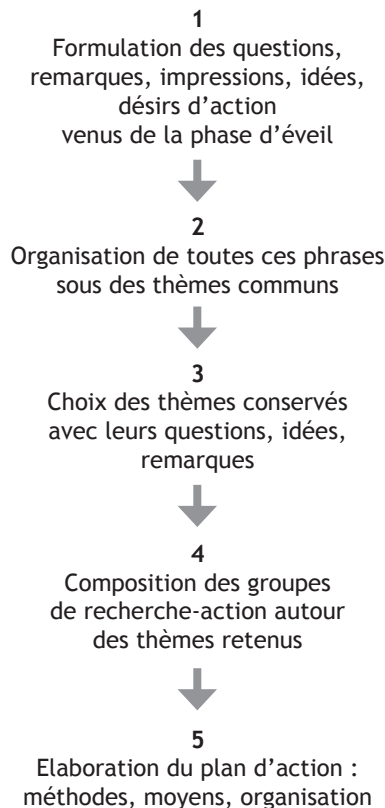 1
Formulation des questions,
remarques, impressions, idées,
désirs d’action
venus de la phase d’éveil
2
Organisation de toutes ces phrases
sous des thèmes communs
3
Choix des thèmes conservés
avec leurs questions, idées,
remarques
4
Composition des groupes
de recherche-action autour
des thèmes retenus
5
Elaboration du plan d’action :
méthodes, moyens, organisation